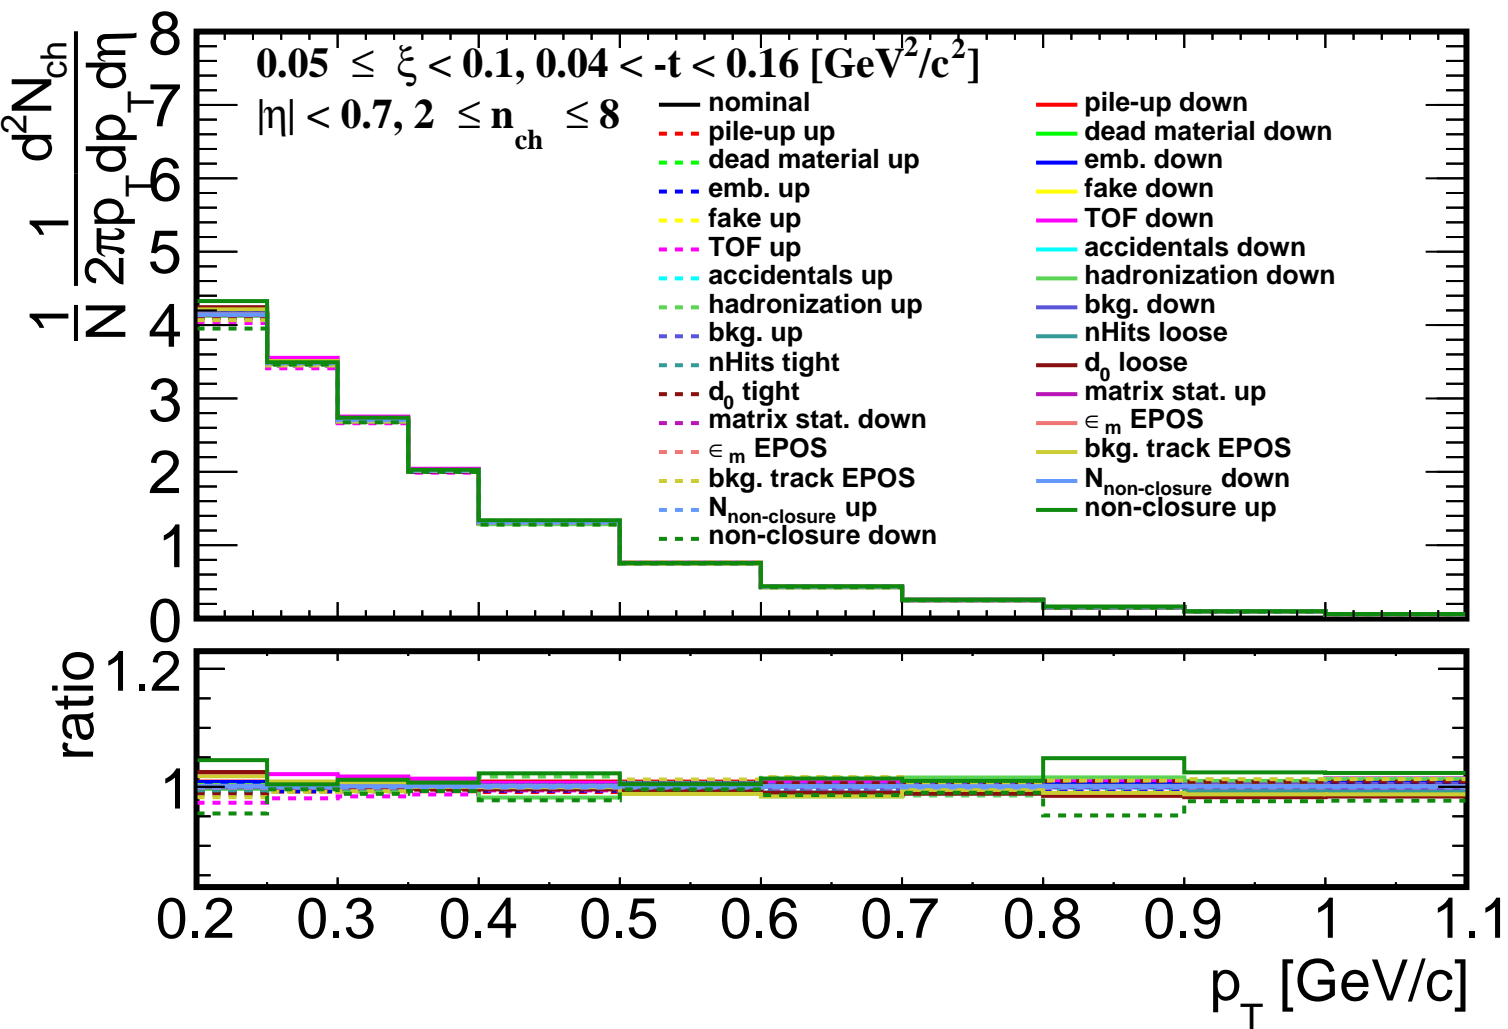 1/N 1/2πp_T d²N_ch/dp_T dη
0.05 ≤ ξ < 0.1, 0.04 < -t < 0.16 [GeV²/c²]
|η| < 0.7, 2 ≤ n_ch ≤ 8
nominal
pile-up down
pile-up up
dead material down
dead material up
emb. down
emb. up
fake down
fake up
TOF down
TOF up
accidentals down
accidentals up
hadronization down
hadronization up
bkg. down
bkg. up
nHits loose
nHits tight
d_0 loose
d_0 tight
matrix stat. up
matrix stat. down
∈_m EPOS
∈_m EPOS
bkg. track EPOS
bkg. track EPOS
N_non-closure down
N_non-closure up
non-closure up
non-closure down
8
7
6
5
4
3
2
1
0
ratio
1.2
1
0.2 0.3 0.4 0.5 0.6 0.7 0.8 0.9 1 1.1
p_T [GeV/c]